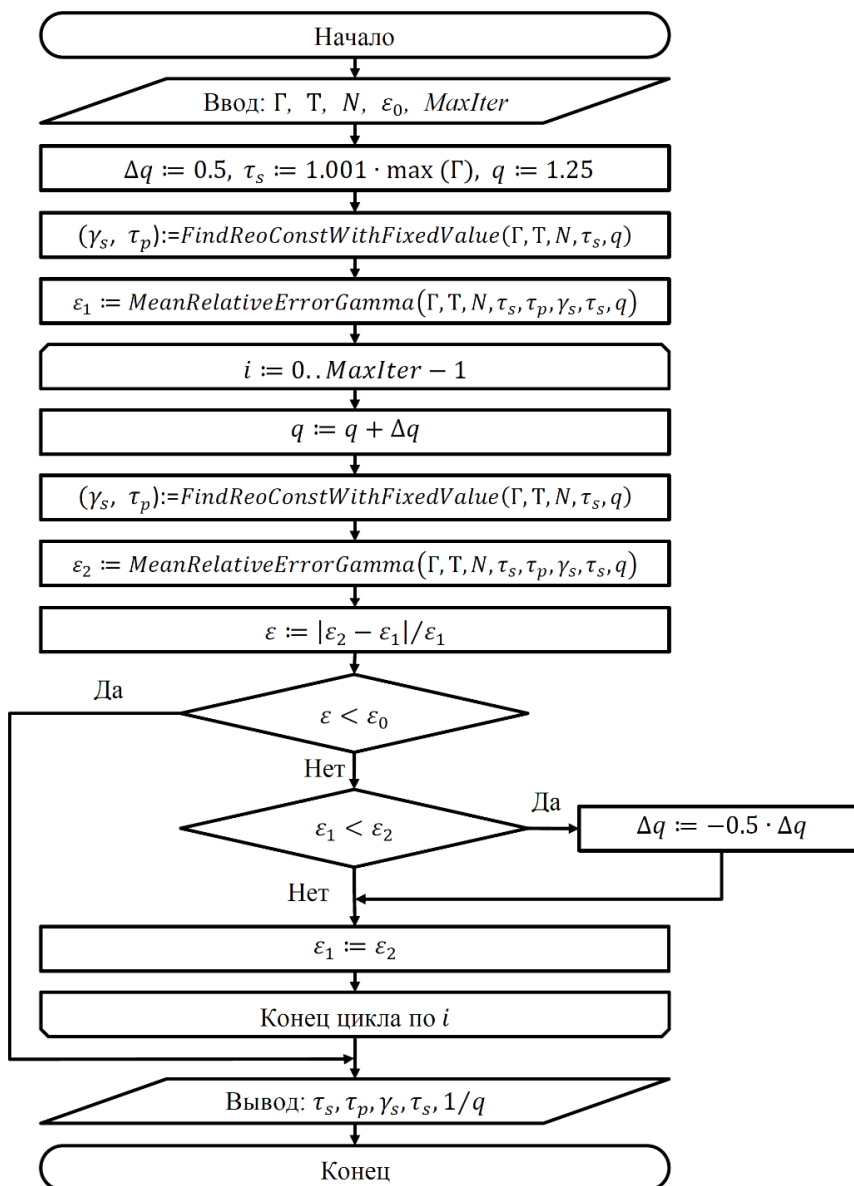 Начало
Ввод: Γ, T, N, ε₀, MaxIter
Δq ≔ 0.5, τₛ ≔ 1.001 · max (Γ), q ≔ 1.25
(γₛ, τₚ):=FindReoConstWithFixedValue(Γ, T, N, τₛ, q)
ε₁ ≔ MeanRelativeErrorGamma(Γ, T, N, τₛ, τₚ, γₛ, τₛ, q)
i ≔ 0..MaxIter − 1
q ≔ q + Δq
(γₛ, τₚ):=FindReoConstWithFixedValue(Γ, T, N, τₛ, q)
ε₂ ≔ MeanRelativeErrorGamma(Γ, T, N, τₛ, τₚ, γₛ, τₛ, q)
ε ≔ |ε₂ − ε₁|/ε₁
Да
ε < ε₀
Нет
Да
ε₁ < ε₂
Δq ≔ −0.5 · Δq
Нет
ε₁ ≔ ε₂
Конец цикла по i
Вывод: τₛ, τₚ, γₛ, τₛ, 1/q
Конец